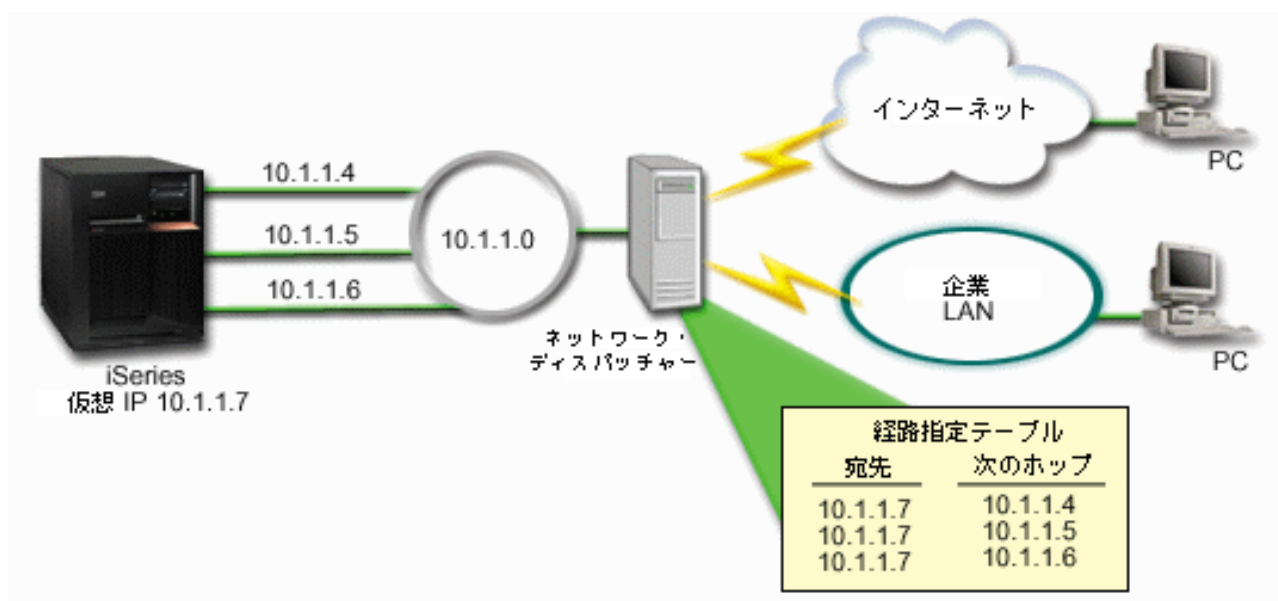 インターネット
PC
10.1.1.4
10.1.1.5
10.1.1.6
10.1.1.0
企業
LAN
PC
ネットワーク・
ディスパッチャー
iSeries
仮想 IP 10.1.1.7
経路指定テーブル
宛先 次のホップ
10.1.1.7 10.1.1.4
10.1.1.7 10.1.1.5
10.1.1.7 10.1.1.6